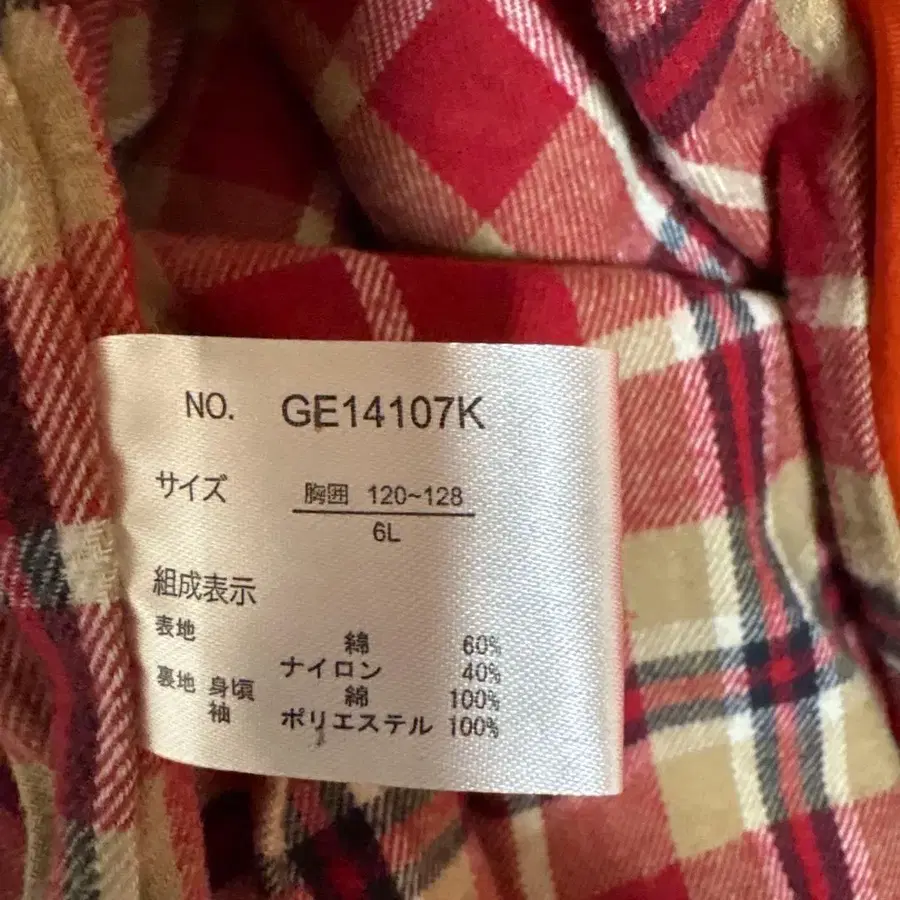 NO. GE14107K
サイズ 胸囲 120~128
6L
組成表示
表地 綿 60%
ナイロン 40%
裏地 身頃 綿 100%
袖 ポリエステル 100%